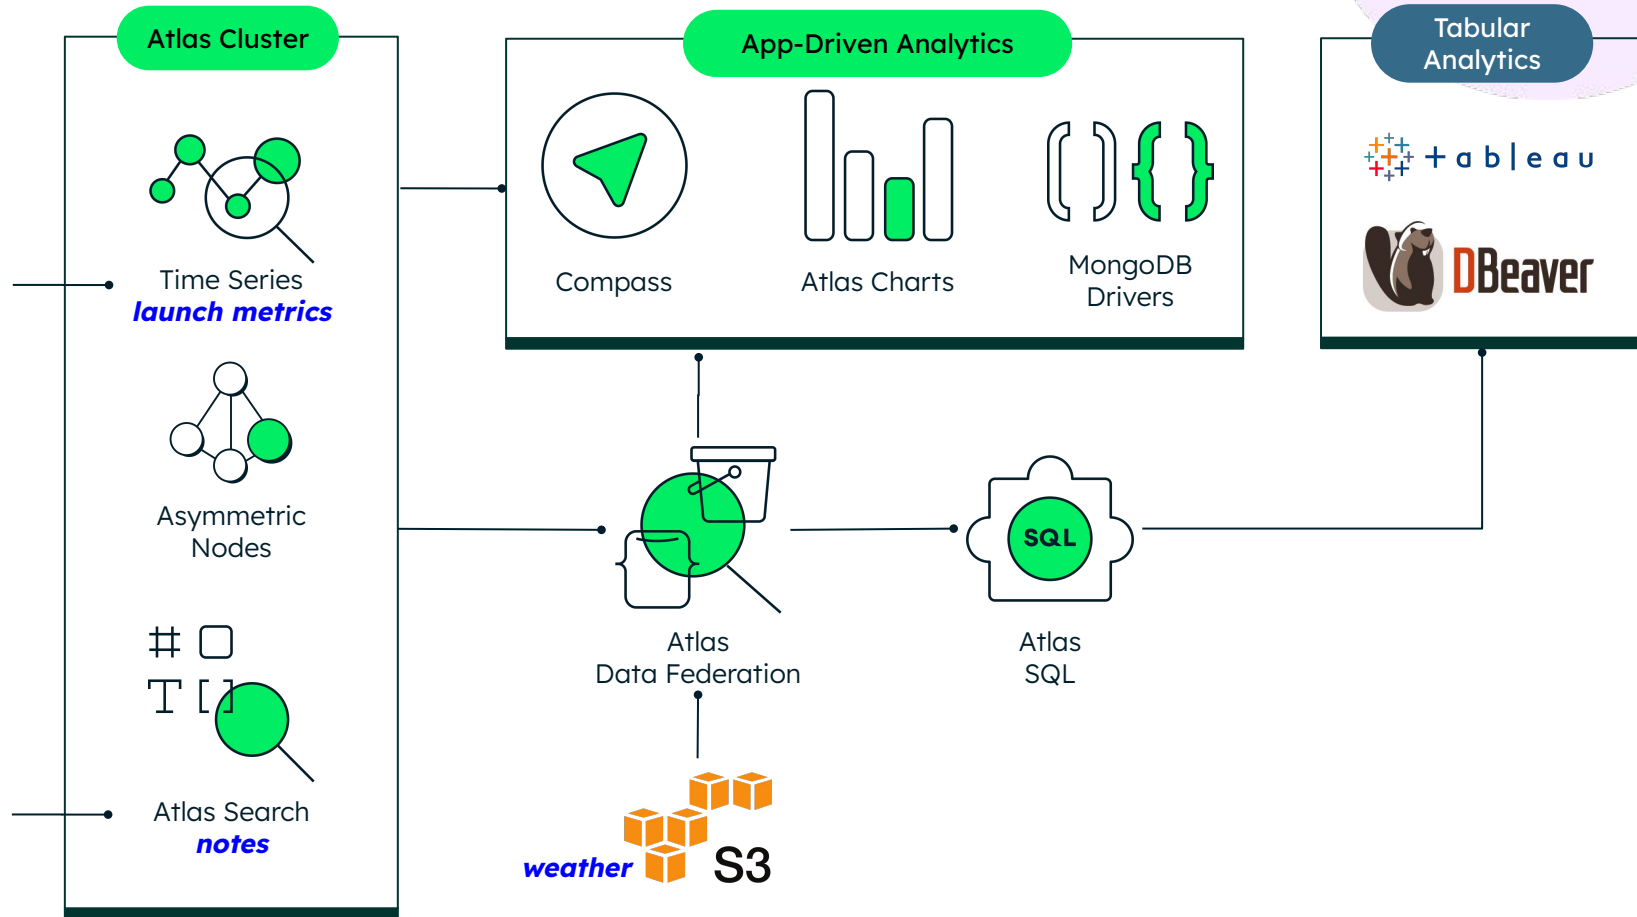 Atlas Cluster
Time Series
launch metrics
Asymmetric
Nodes
Atlas Search
notes
App-Driven Analytics
Compass
Atlas Charts
MongoDB
Drivers
Tabular
Analytics
+ableau
DBeaver
SQL
Atlas
Data Federation
Atlas
SQL
weather
S3